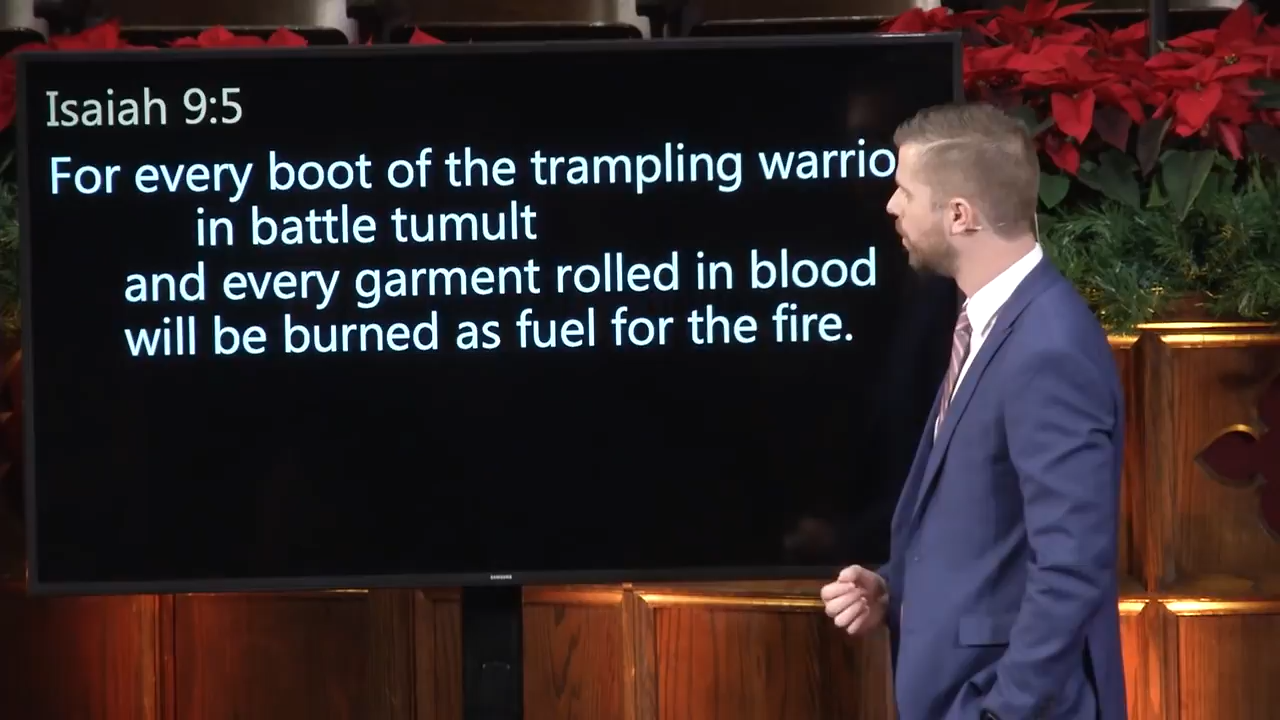 Isaiah 9:5
For every boot of the trampling warrio
in battle tumult
and every garment rolled in blood
will be burned as fuel for the fire.
SAMSUNG